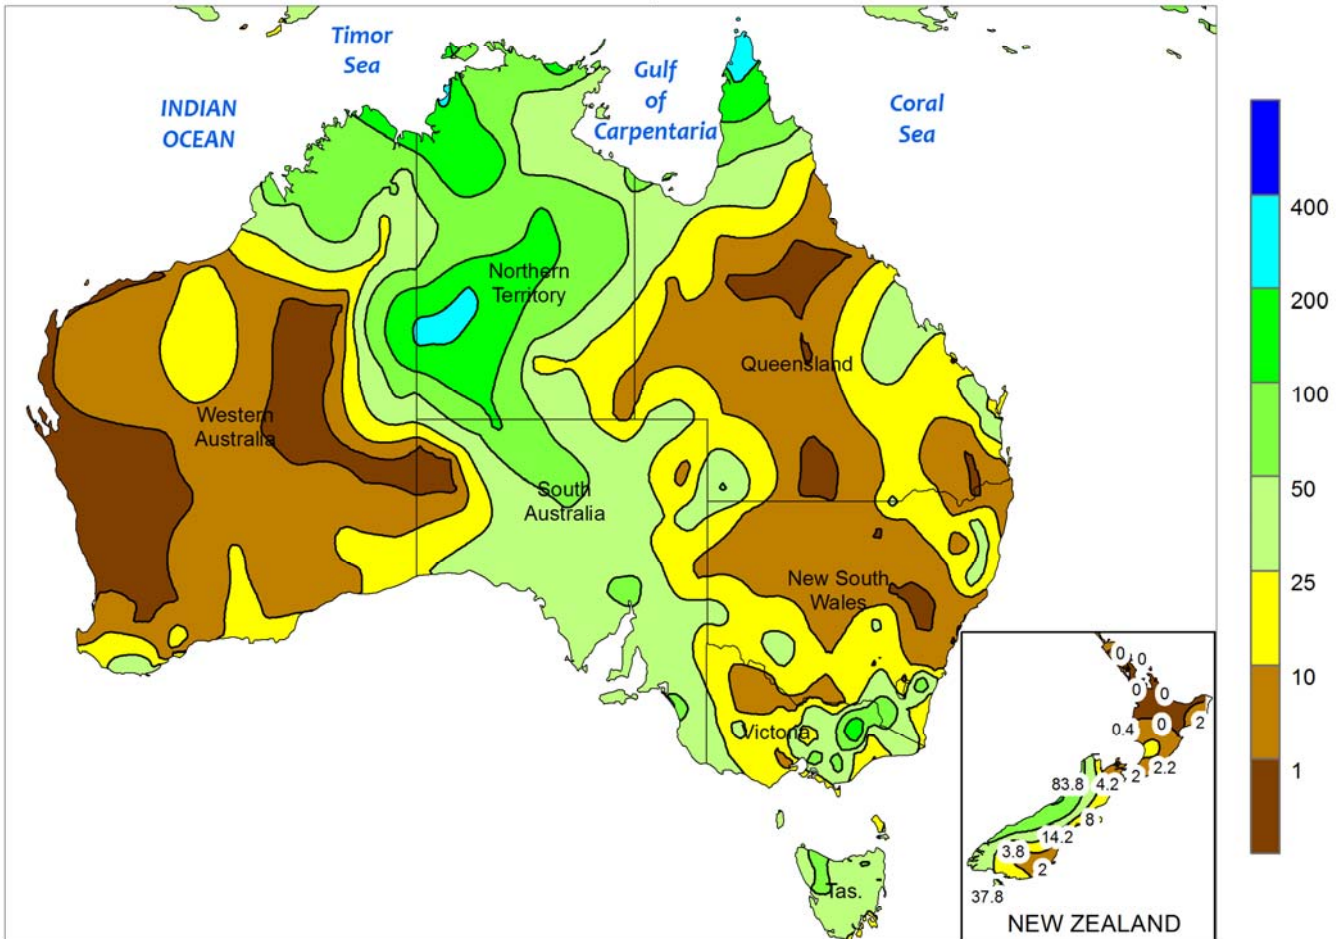 Timor
Sea
Gulf
of
Carpentaria
INDIAN
OCEAN
Coral
Sea
400
200
100
50
25
10
1
Northern
Territory
Queensland
Western
Australia
South
Australia
New South
Wales
Victoria
Tas.
0
0
0
0
0.4
0
2
2.2
2
83.8
4.2
8
14.2
3.8
2
37.8
NEW ZEALAND